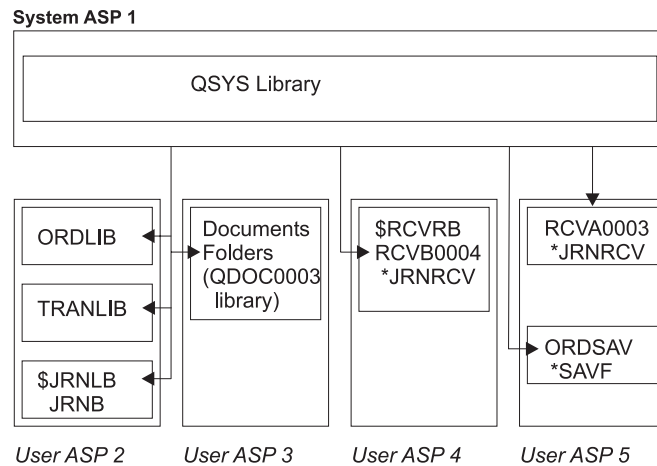 System ASP 1
QSYS Library
ORDLIB
TRANLIB
$JRNLB
JRNB
Documents
Folders
(QDOC0003
library)
$RCVRB
RCVB0004
*JRNRCV
RCVA0003
*JRNRCV
ORDSAV
*SAVF
User ASP 2
User ASP 3
User ASP 4
User ASP 5